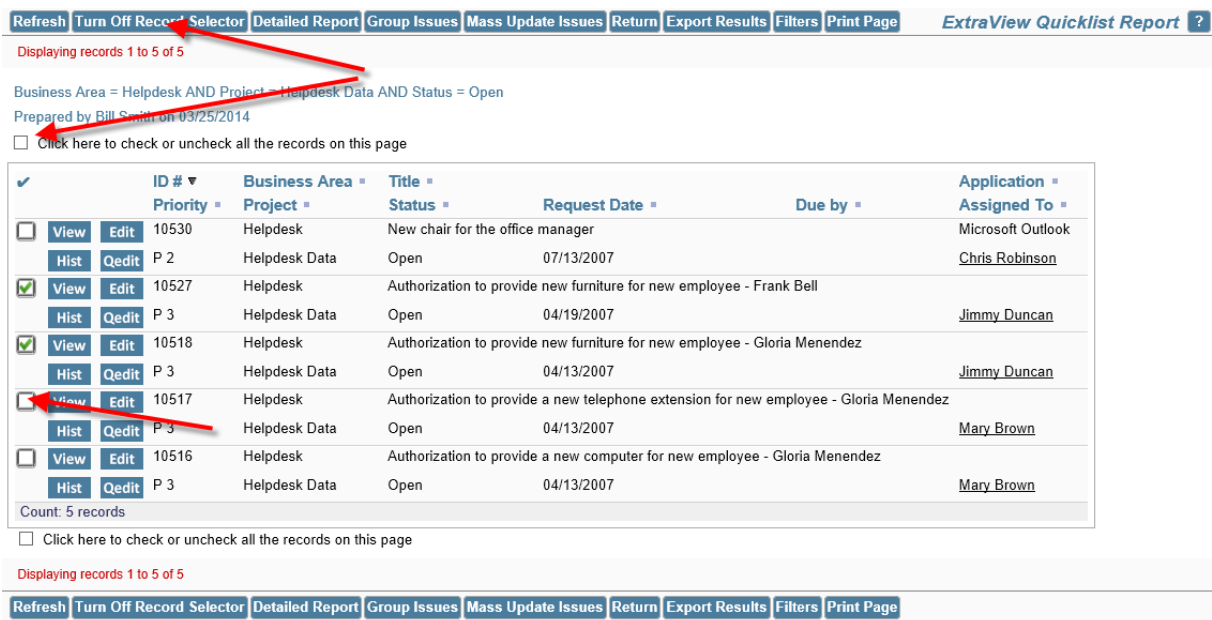 Refresh Turn Off Record Selector Detailed Report Group Issues Mass Update Issues Return Export Results Filters Print Page ExtraView Quicklist Report ?
Displaying records 1 to 5 of 5
Business Area = Helpdesk AND Project = Helpdesk Data AND Status = Open
Prepared by Bill Smith on 03/25/2014
Click here to check or uncheck all the records on this page
ID # Business Area Title Application
Priority Project Status Request Date Due by Assigned To
View Edit 10530 Helpdesk New chair for the office manager Microsoft Outlook
Hist Qedit P 2 Helpdesk Data Open 07/13/2007 Chris Robinson
View Edit 10527 Helpdesk Authorization to provide new furniture for new employee - Frank Bell
Hist Qedit P 3 Helpdesk Data Open 04/19/2007 Jimmy Duncan
View Edit 10518 Helpdesk Authorization to provide new furniture for new employee - Gloria Menendez
Hist Qedit P 3 Helpdesk Data Open 04/13/2007 Jimmy Duncan
View Edit 10517 Helpdesk Authorization to provide a new telephone extension for new employee - Gloria Menendez
Hist Qedit P 3 Helpdesk Data Open 04/13/2007 Mary Brown
View Edit 10516 Helpdesk Authorization to provide a new computer for new employee - Gloria Menendez
Hist Qedit P 3 Helpdesk Data Open 04/13/2007 Mary Brown
Count: 5 records
Click here to check or uncheck all the records on this page
Displaying records 1 to 5 of 5
Refresh Turn Off Record Selector Detailed Report Group Issues Mass Update Issues Return Export Results Filters Print Page